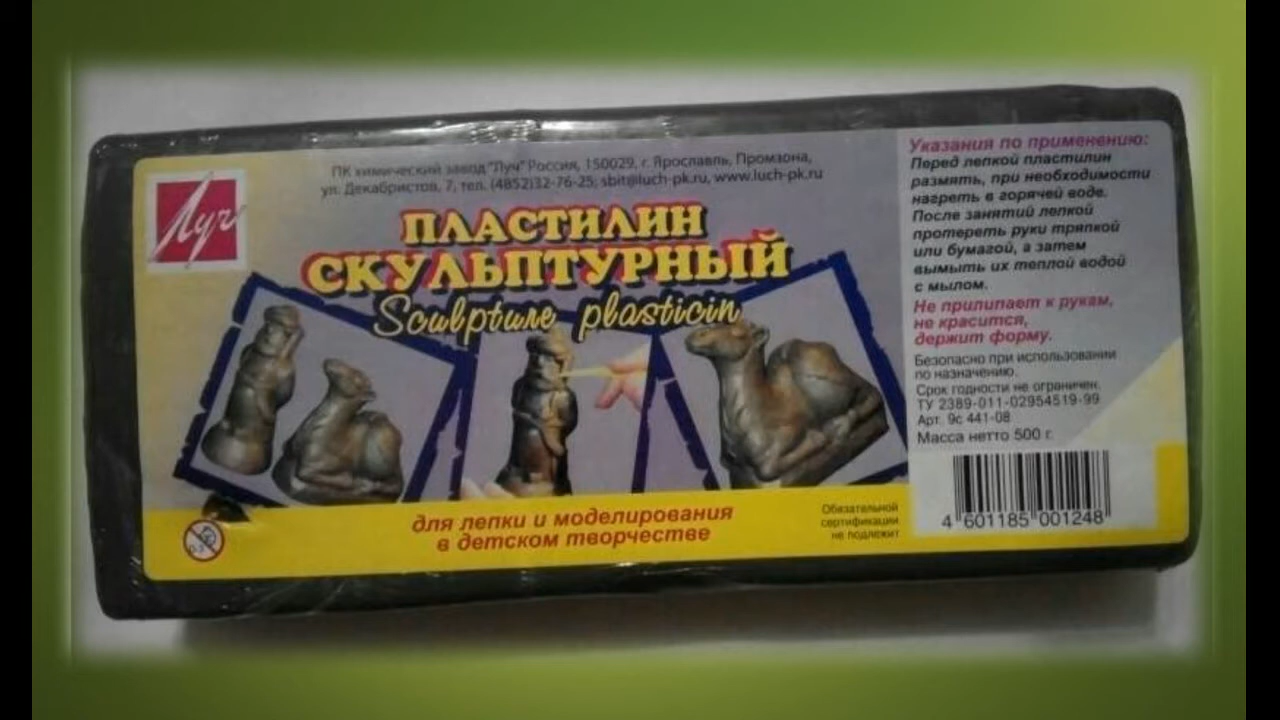 Луч
ПК химический завод "Луч" Россия, 150029, г. Ярославль, Промзона,
ул. Декабристов, 7, тел. (4852)32-76-25; sbit@luch-pk.ru, www.luch-pk.ru
ПЛАСТИЛИН
СКУЛЬПТУРНЫЙ
Sculpture plasticin
для лепки и моделирования
в детском творчестве
0-3
Обязательной
сертификации
не подлежит
Указания по применению:
Перед лепкой пластилин
размять, при необходимости
нагреть в горячей воде.
После занятий лепкой
протереть руки тряпкой
или бумагой, а затем
вымыть их теплой водой
с мылом.
Не прилипает к рукам,
не красится,
держит форму.
Безопасно при использовании
по назначению.
Срок годности не ограничен.
ТУ 2389-011-02954519-99
Арт. 9с 441-08
Масса нетто 500 г.
4 601185 001248